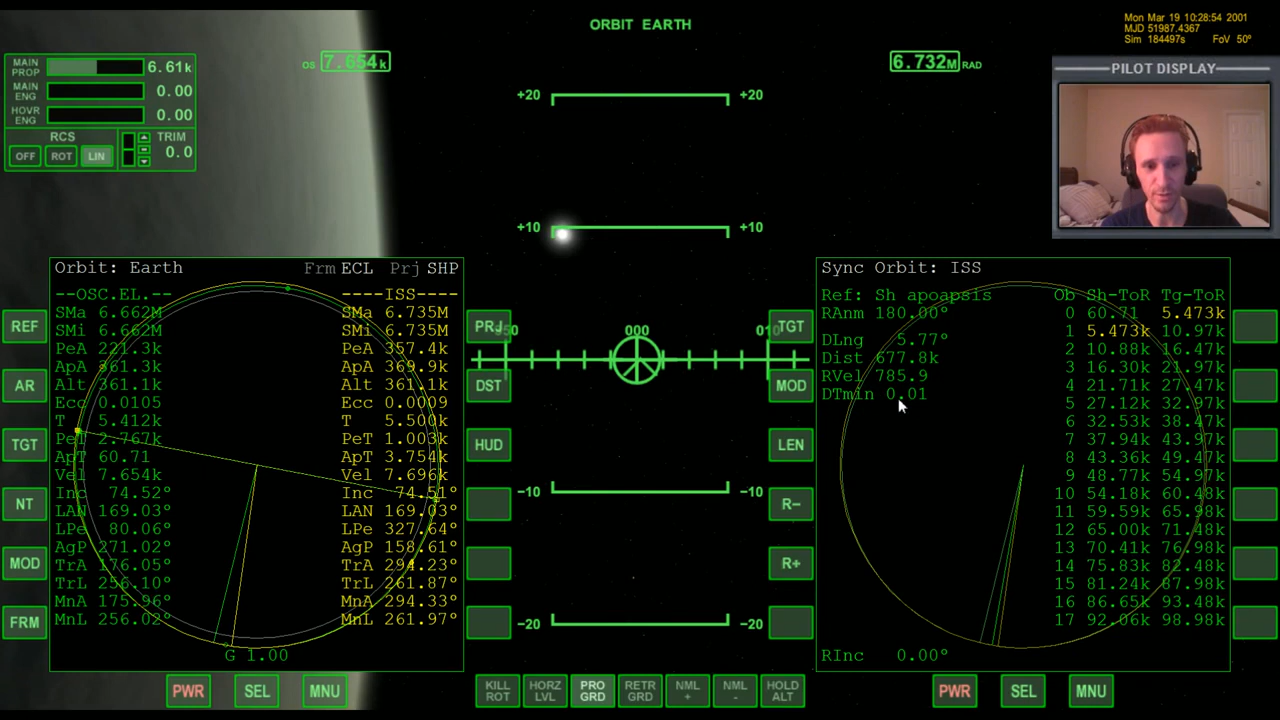 ORBIT EARTH
Mon Mar 19 10:28:54 2001
MJD 51987.4367
Sim 184497s FoV 50°
MAIN PROP 6.61k
MAIN ENG 0.00
HOVR ENG 0.00
RCS TRIM
OFF ROT LIN 0.0
OS 7.654k
6.732M RAD
PILOT DISPLAY
+20 +20
+10 +10
000 010
-10 -10
-20 -20
Orbit: Earth Frm ECL Prj SHP
--OSC.EL.-- ----ISS----
SMa 6.662M SMa 6.735M
SMi 6.662M SMi 6.735M
PeA 221.3k PeA 357.4k
ApA 361.3k ApA 369.9k
Alt 361.1k Alt 361.1k
Ecc 0.0105 Ecc 0.0009
T 5.412k T 5.500k
PeT 2.767k PeT 1.003k
ApT 60.71 ApT 3.754k
Vel 7.654k Vel 7.696k
Inc 74.52° Inc 74.51°
LAN 169.03° LAN 169.03°
LPe 80.06° LPe 327.64°
AgP 271.02° AgP 158.61°
TrA 176.05° TrA 294.23°
TrL 256.10° TrL 261.87°
MnA 175.96° MnA 294.33°
MnL 256.02° MnL 261.97°
G 1.00
REF
AR
TGT
NT
MOD
FRM
PRJ
DST
HUD
PWR SEL MNU
KILL ROT
HORZ LVL
PRO GRD
RETR GRD
NML +
NML -
HOLD ALT
Sync Orbit: ISS
Ref: Sh apoapsis
RAnm 180.00°
DLng 5.77°
Dist 677.8k
RVel 785.9
DTmin 0.01
Ob Sh-ToR Tg-ToR
0 60.71 5.473k
1 5.473k 10.97k
2 10.88k 16.47k
3 16.30k 21.97k
4 21.71k 27.47k
5 27.12k 32.97k
6 32.53k 38.47k
7 37.94k 43.97k
8 43.36k 49.47k
9 48.77k 54.97k
10 54.18k 60.48k
11 59.59k 65.98k
12 65.00k 71.48k
13 70.41k 76.98k
14 75.83k 82.48k
15 81.24k 87.98k
16 86.65k 93.48k
17 92.06k 98.98k
RInc 0.00°
TGT
MOD
LEN
R-
R+
PWR SEL MNU